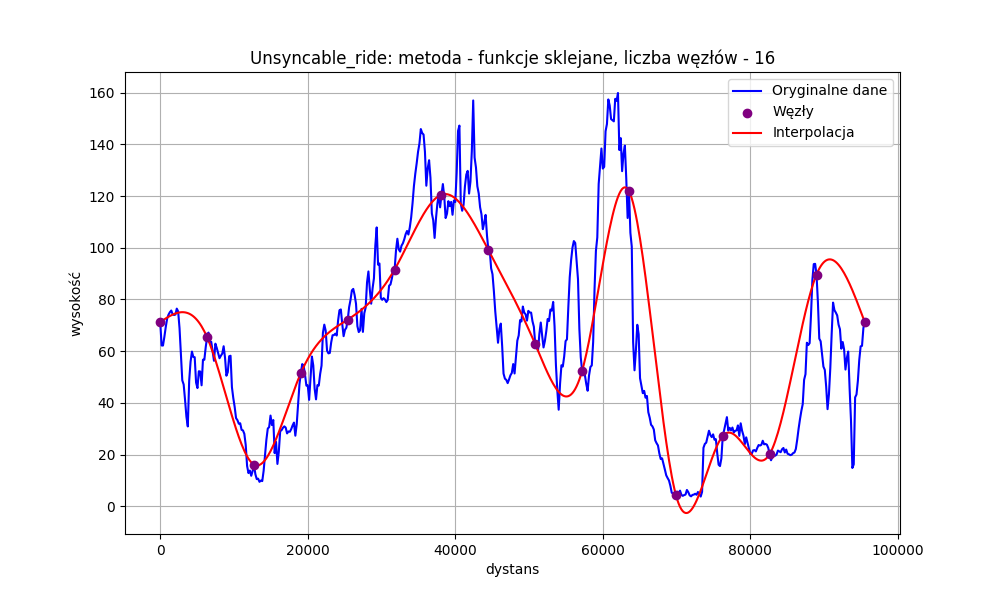 Unsyncable_ride: metoda - funkcje sklejane, liczba węzłów - 16
Oryginalne dane
Węzły
Interpolacja
wysokość
160
140
120
100
80
60
40
20
0
0
20000
40000
60000
80000
100000
dystans